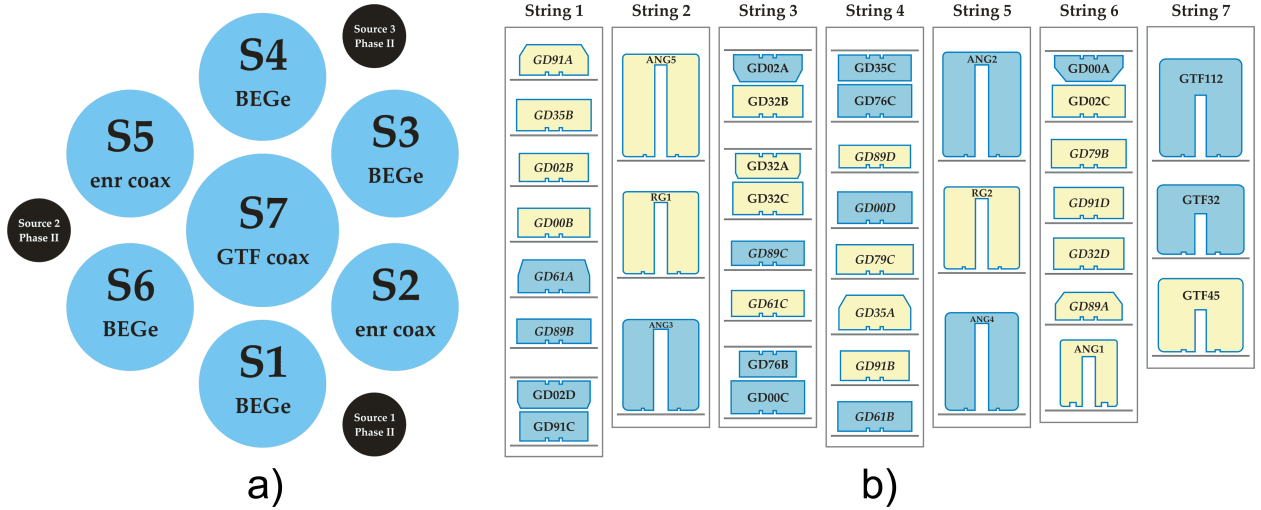 S4
BEGe
Source 3
Phase II
S5
enr coax
S3
BEGe
S7
GTF coax
Source 2
Phase II
S6
BEGe
S2
enr coax
S1
BEGe
Source 1
Phase II
a)
String 1
GD91A
GD35B
GD02B
GD00B
GD61A
GD89B
GD02D
GD91C
String 2
ANG5
RG1
ANG3
String 3
GD02A
GD32B
GD32A
GD32C
GD89C
GD61C
GD76B
GD00C
String 4
GD35C
GD76C
GD89D
GD00D
GD79C
GD35A
GD91B
GD61B
String 5
ANG2
RG2
ANG4
String 6
GD00A
GD02C
GD79B
GD91D
GD32D
GD89A
ANG1
String 7
GTF112
GTF32
GTF45
b)